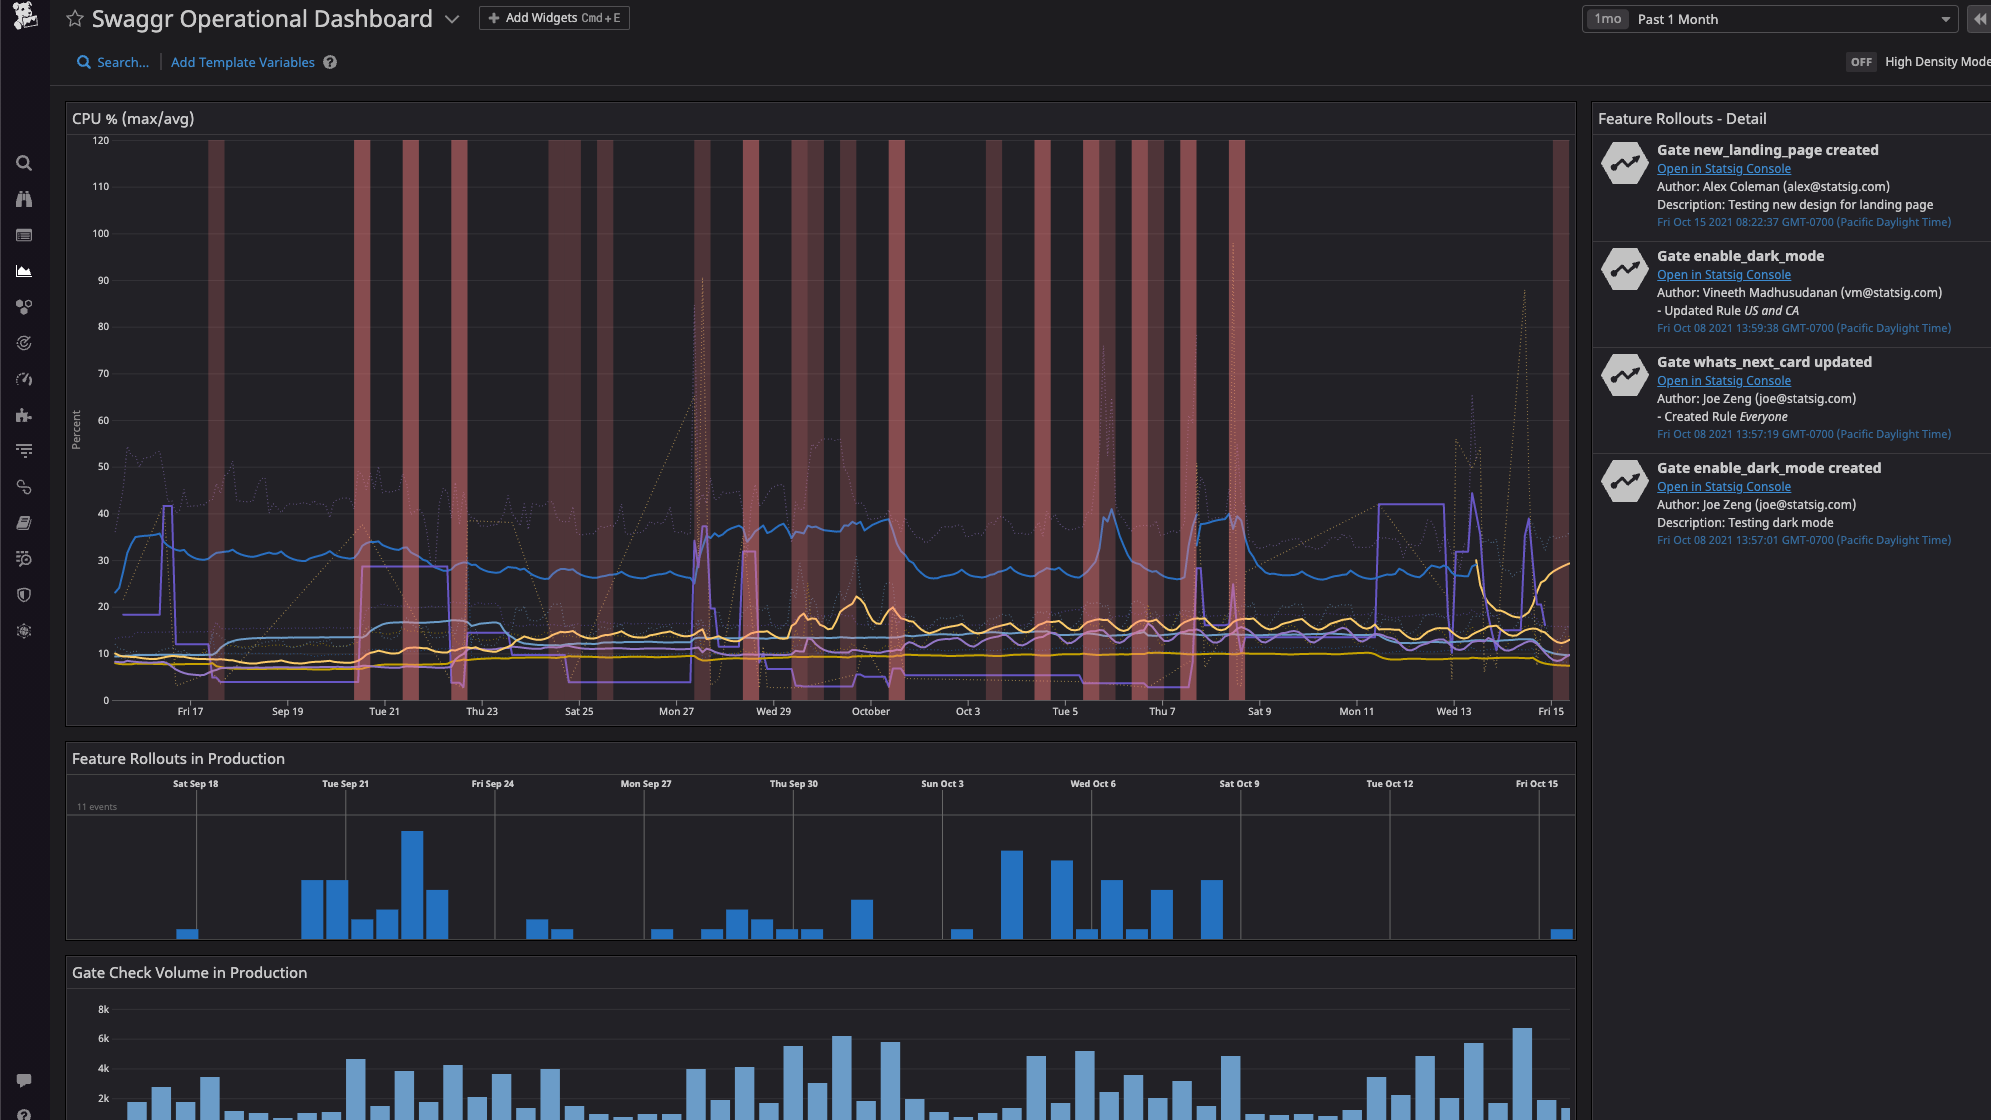 Swaggr Operational Dashboard
+ Add Widgets Cmd+E
1mo Past 1 Month
Search...
Add Template Variables ?
OFF High Density Mode
CPU % (max/avg)
120
110
100
90
80
70
60
50
40
30
20
10
0
Percent
Fri 17 Sep 19 Tue 21 Thu 23 Sat 25 Mon 27 Wed 29 October Oct 3 Tue 5 Thu 7 Sat 9 Mon 11 Wed 13 Fri 15
Feature Rollouts in Production
Sat Sep 18 Tue Sep 21 Fri Sep 24 Mon Sep 27 Thu Sep 30 Sun Oct 3 Wed Oct 6 Sat Oct 9 Tue Oct 12 Fri Oct 15
11 events
Gate Check Volume in Production
8k
6k
4k
2k
Feature Rollouts - Detail
Gate new_landing_page created
Open in Statsig Console
Author: Alex Coleman (alex@statsig.com)
Description: Testing new design for landing page
Fri Oct 15 2021 08:22:37 GMT-0700 (Pacific Daylight Time)
Gate enable_dark_mode
Open in Statsig Console
Author: Vineeth Madhusudanan (vm@statsig.com)
- Updated Rule US and CA
Fri Oct 08 2021 13:59:38 GMT-0700 (Pacific Daylight Time)
Gate whats_next_card updated
Open in Statsig Console
Author: Joe Zeng (joe@statsig.com)
- Created Rule Everyone
Fri Oct 08 2021 13:57:19 GMT-0700 (Pacific Daylight Time)
Gate enable_dark_mode created
Open in Statsig Console
Author: Joe Zeng (joe@statsig.com)
Description: Testing dark mode
Fri Oct 08 2021 13:57:01 GMT-0700 (Pacific Daylight Time)